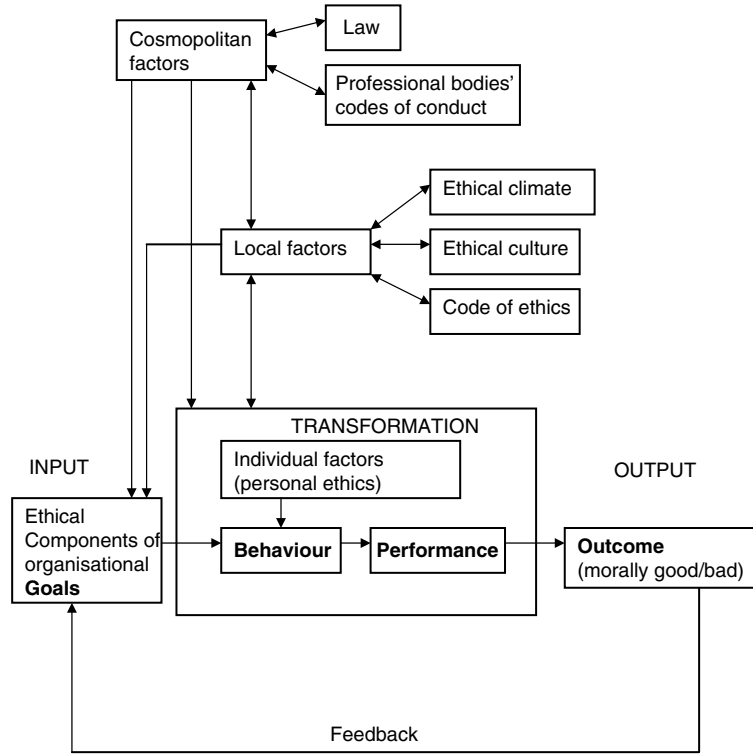 Cosmopolitan
factors
Law
Professional bodies'
codes of conduct
Ethical climate
Local factors
Ethical culture
Code of ethics
TRANSFORMATION
INPUT
Individual factors
(personal ethics)
OUTPUT
Ethical
Components of
organisational
Goals
Behaviour
Performance
Outcome
(morally good/bad)
Feedback